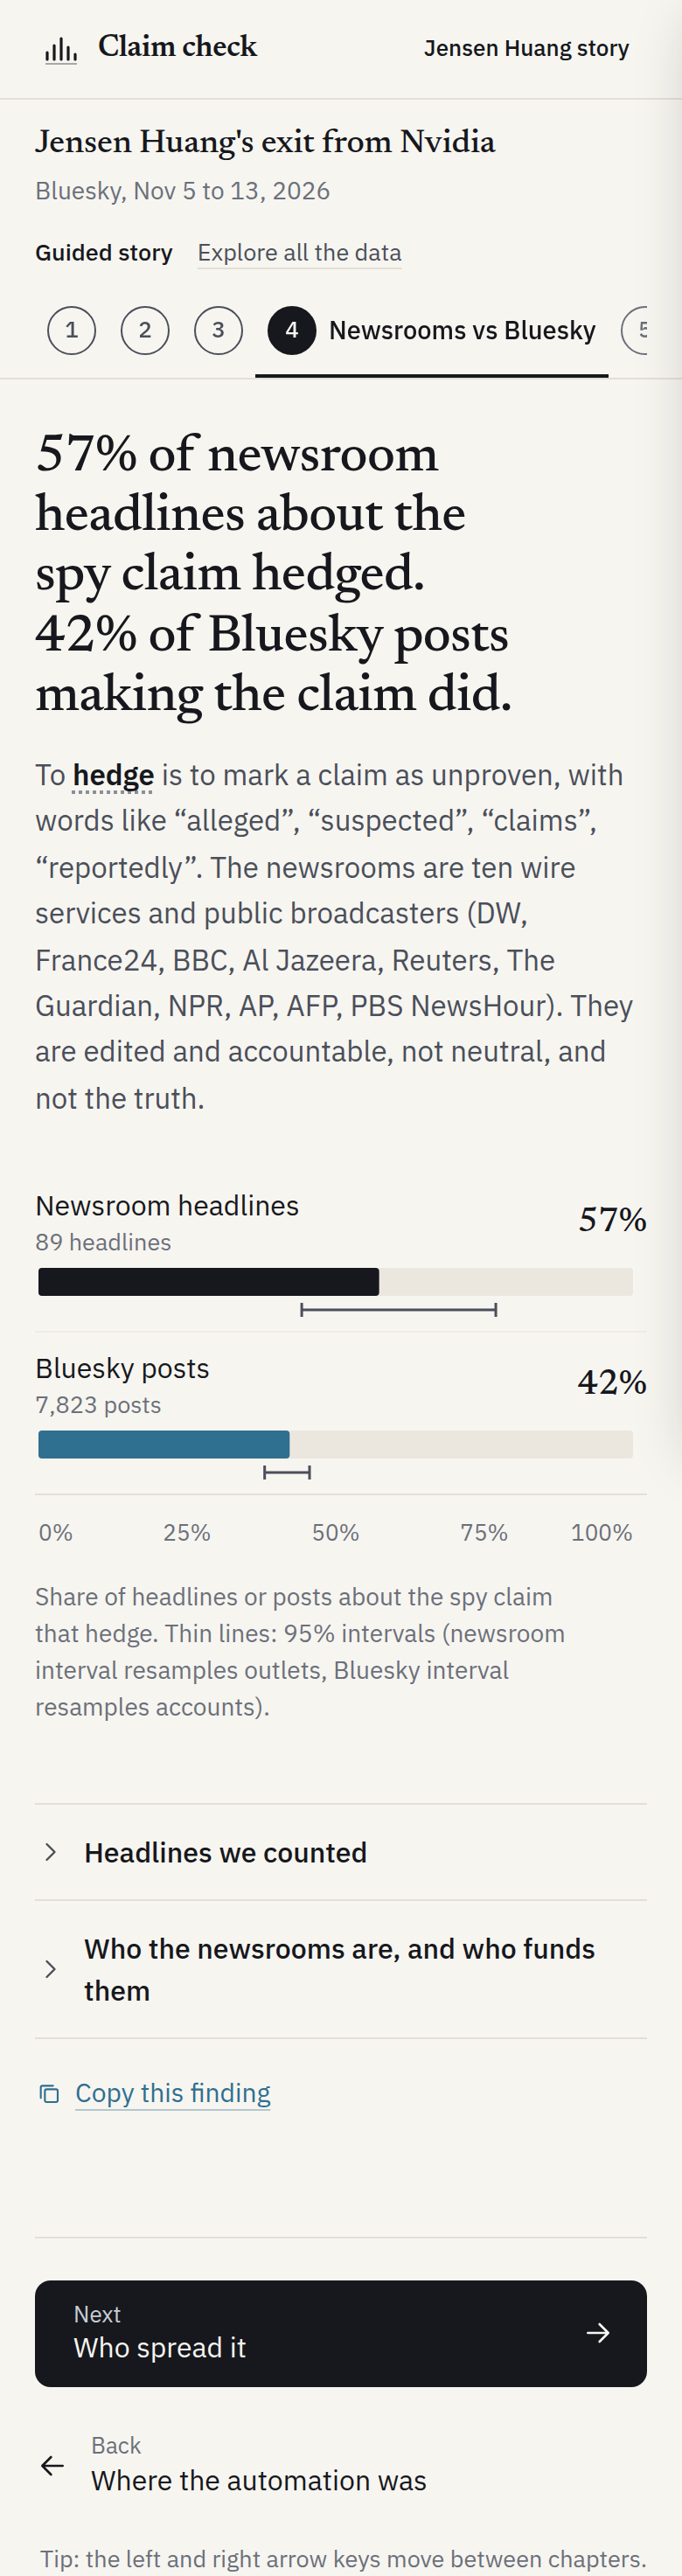 Claim check
Jensen Huang story
Jensen Huang's exit from Nvidia
Bluesky, Nov 5 to 13, 2026
Guided story Explore all the data
1 2 3 4 Newsrooms vs Bluesky 5
57% of newsroom
headlines about the
spy claim hedged.
42% of Bluesky posts
making the claim did.
To hedge is to mark a claim as unproven, with
words like “alleged”, “suspected”, “claims”,
“reportedly”. The newsrooms are ten wire
services and public broadcasters (DW,
France24, BBC, Al Jazeera, Reuters, The
Guardian, NPR, AP, AFP, PBS NewsHour). They
are edited and accountable, not neutral, and
not the truth.
Newsroom headlines
89 headlines
57%
Bluesky posts
7,823 posts
42%
0% 25% 50% 75% 100%
Share of headlines or posts about the spy claim
that hedge. Thin lines: 95% intervals (newsroom
interval resamples outlets, Bluesky interval
resamples accounts).
Headlines we counted
Who the newsrooms are, and who funds
them
Copy this finding
Next
Who spread it
Back
Where the automation was
Tip: the left and right arrow keys move between chapters.